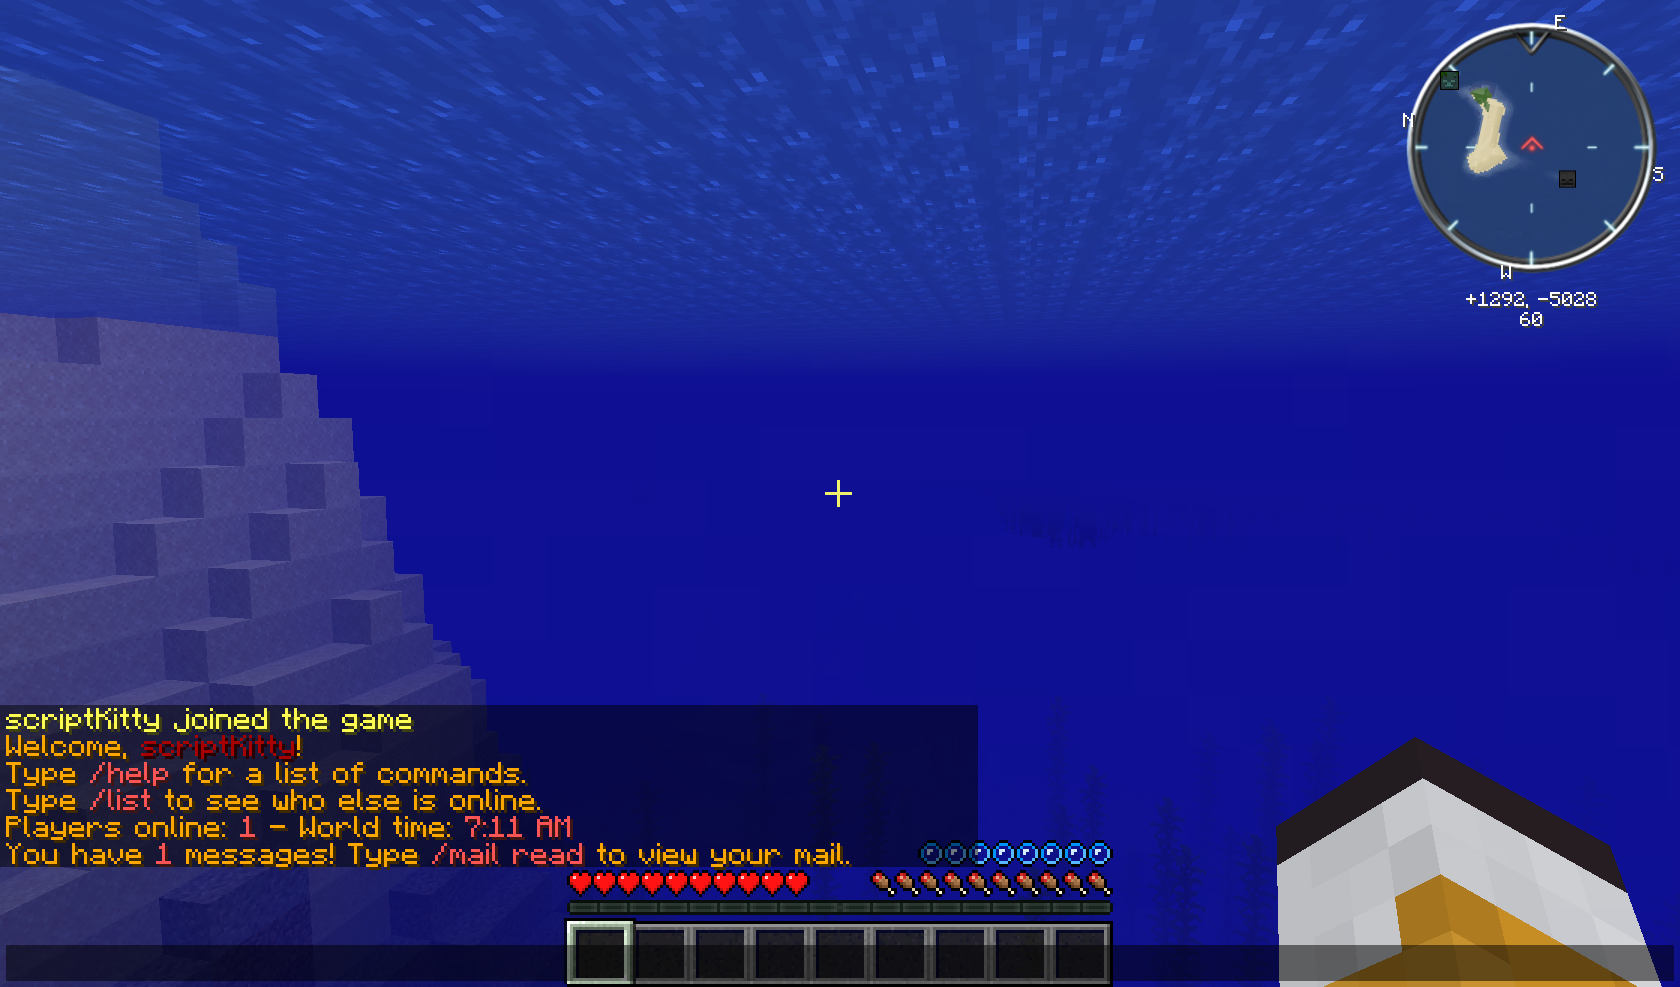 E
N
S
W
+1292, -5028
60
scriptKitty joined the game
Welcome, scriptKitty!
Type /help for a list of commands.
Type /list to see who else is online.
Players online: 1 - World time: 7:11 AM
You have 1 messages! Type /mail read to view your mail.